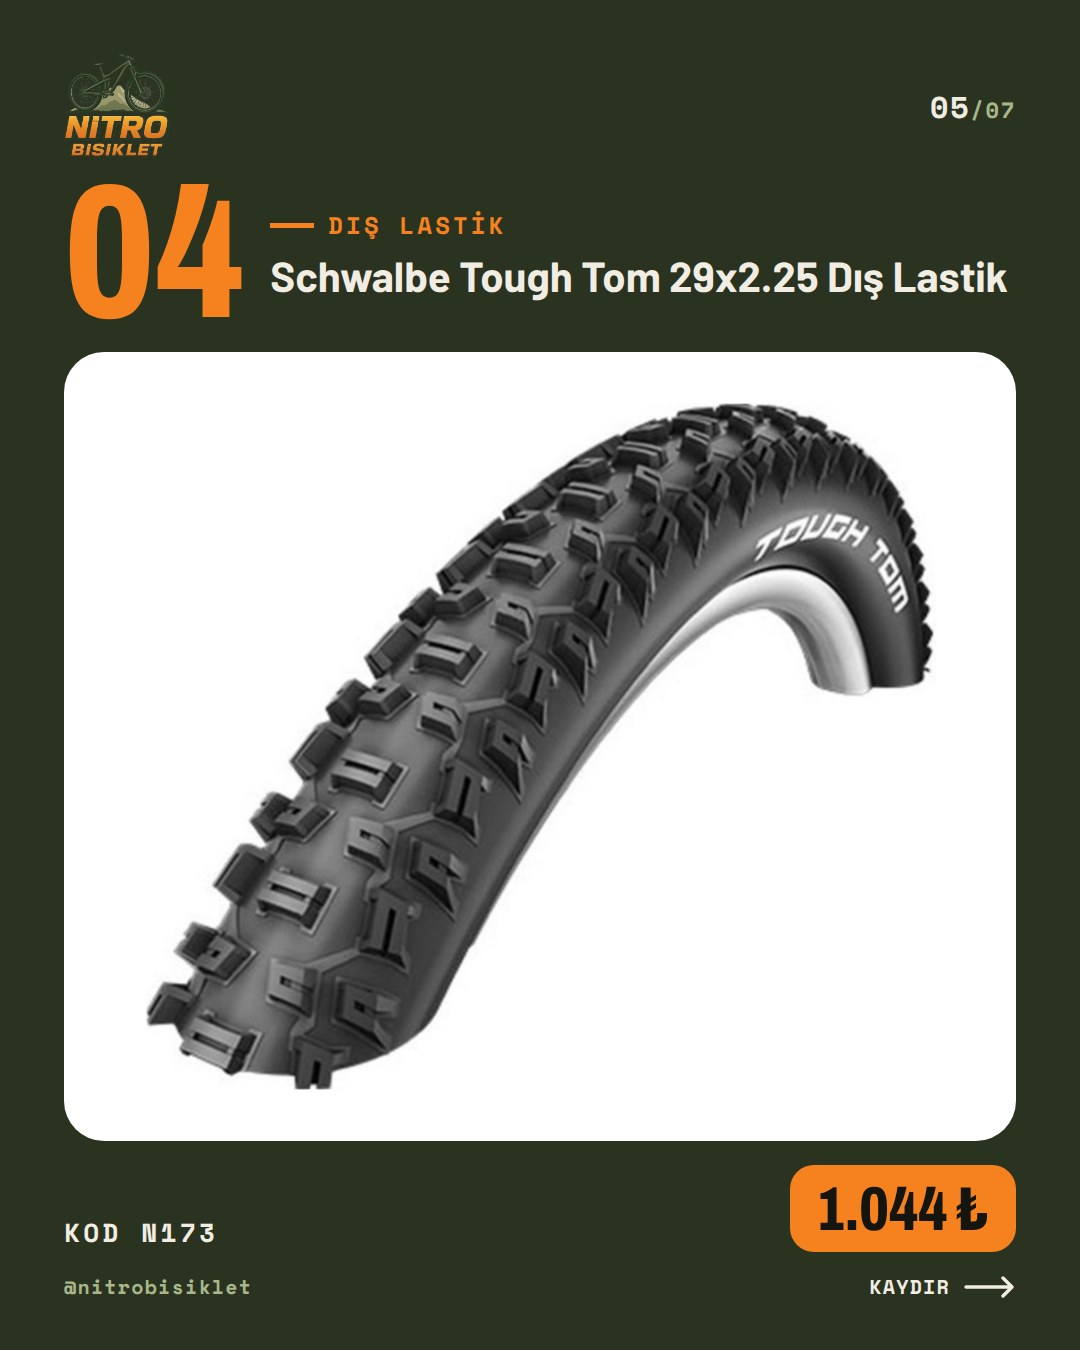 NITRO
BISIKLET
05/07
04
DIŞ LASTİK
Schwalbe Tough Tom 29x2.25 Dış Lastik
TOUGH TOM
1.044 ₺
KOD N173
@nitrobisiklet
KAYDIR